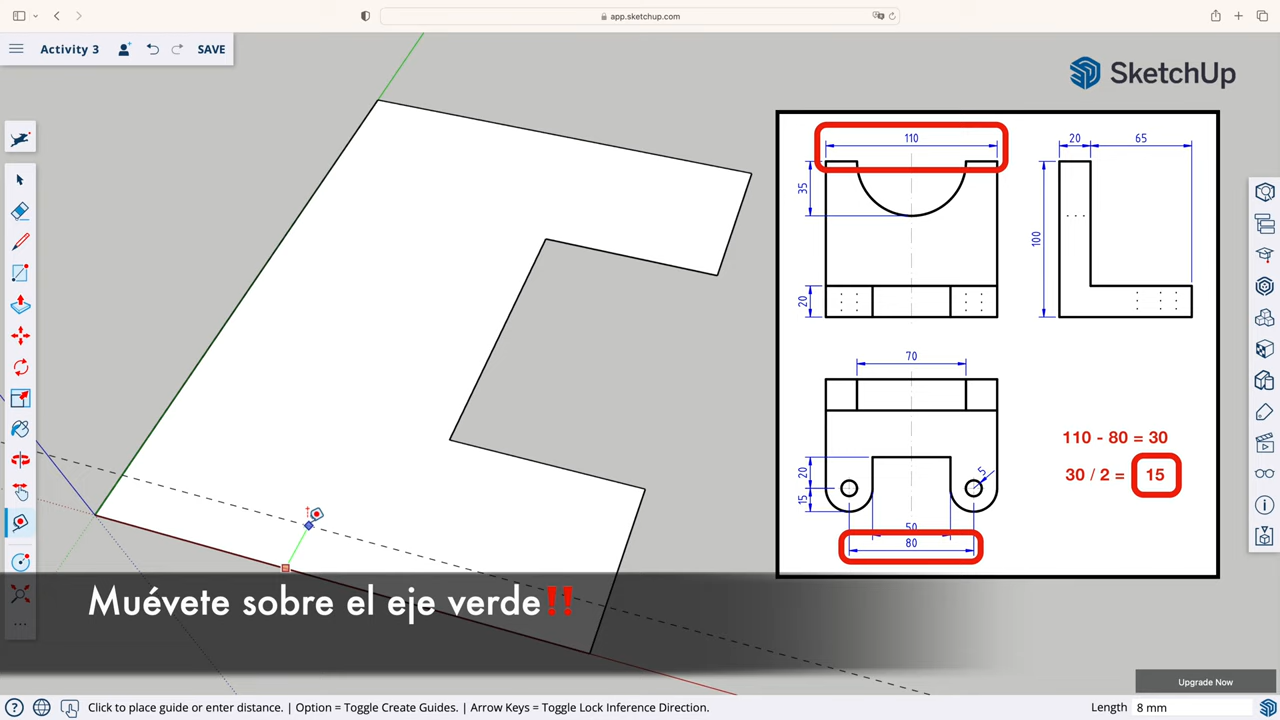 app.sketchup.com
Activity 3
SAVE
SketchUp
110
35
20
20
65
100
70
20
15
5
50
80
110 - 80 = 30
30 / 2 = 15
Muévete sobre el eje verde!!
Upgrade Now
Click to place guide or enter distance. | Option = Toggle Create Guides. | Arrow Keys = Toggle Lock Inference Direction.
Length 8 mm